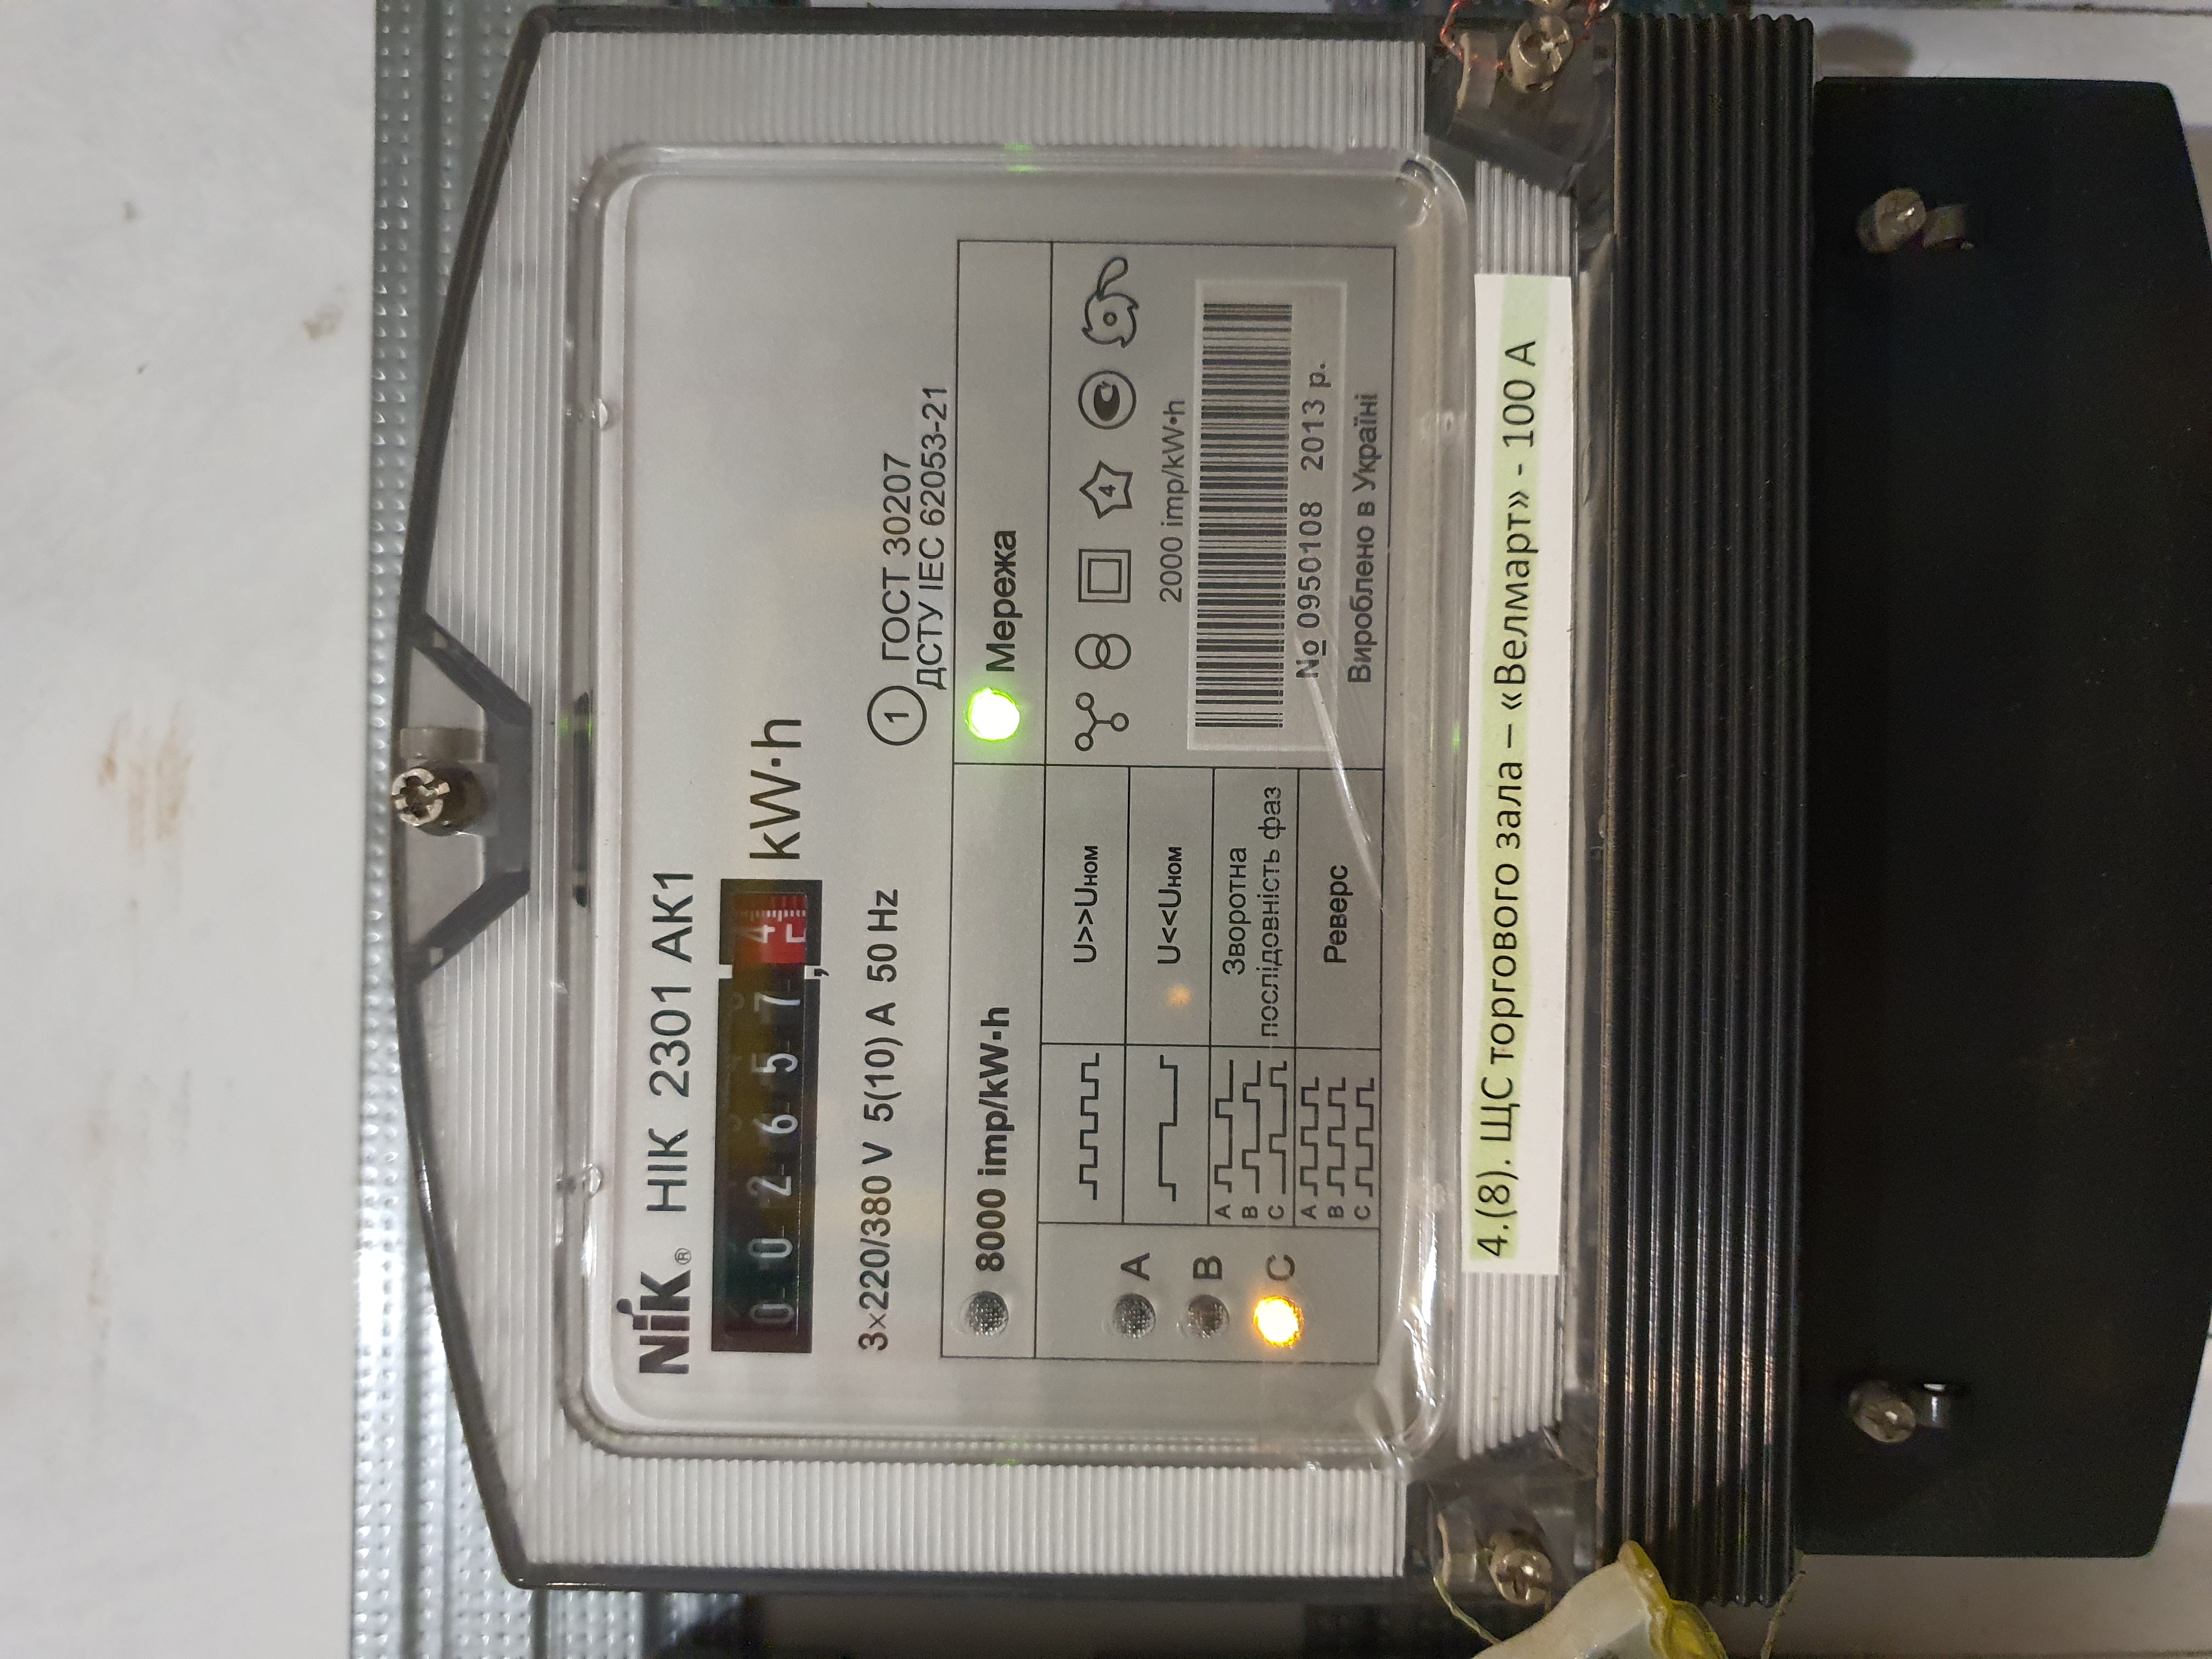 NiK® НІК 2301 АК1
0 0 2 6 5 7, 4 kW·h
3×220/380 V 5(10) A 50 Hz
1 ГОСТ 30207
ДСТУ IEC 62053-21
8000 imp/kW·h
Мережа
A
B
C
U>>Uном
U<<Uном
A
B
C
Зворотна
послідовність фаз
A
B
C
Реверс
4
2000 imp/kW·h
№ 0950108 2013 р.
Вироблено в Україні
4.(8). ЩС торгового зала – «Велмарт» - 100 А